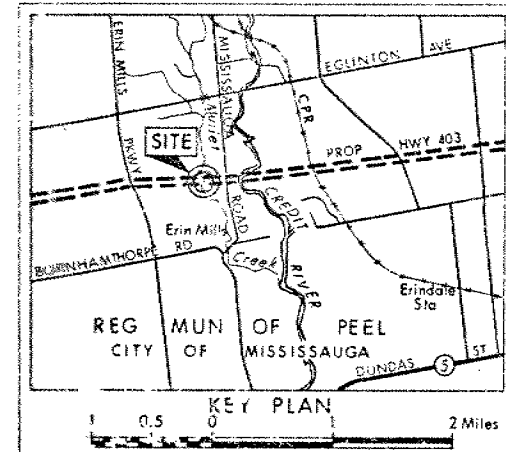 ERIN MILLS
PKWY
MISSISSAUGA
ROAD
EGLINTON AVE
CPR
SITE
PROP HWY 403
CREDIT
RIVER
Erin Mills
BURNHAMTHORPE RD
Creek
Erindale
Sta
REG MUN OF PEEL
CITY OF MISSISSAUGA
DUNDAS ST
5
KEY PLAN
1 0.5 0 1 2 Miles